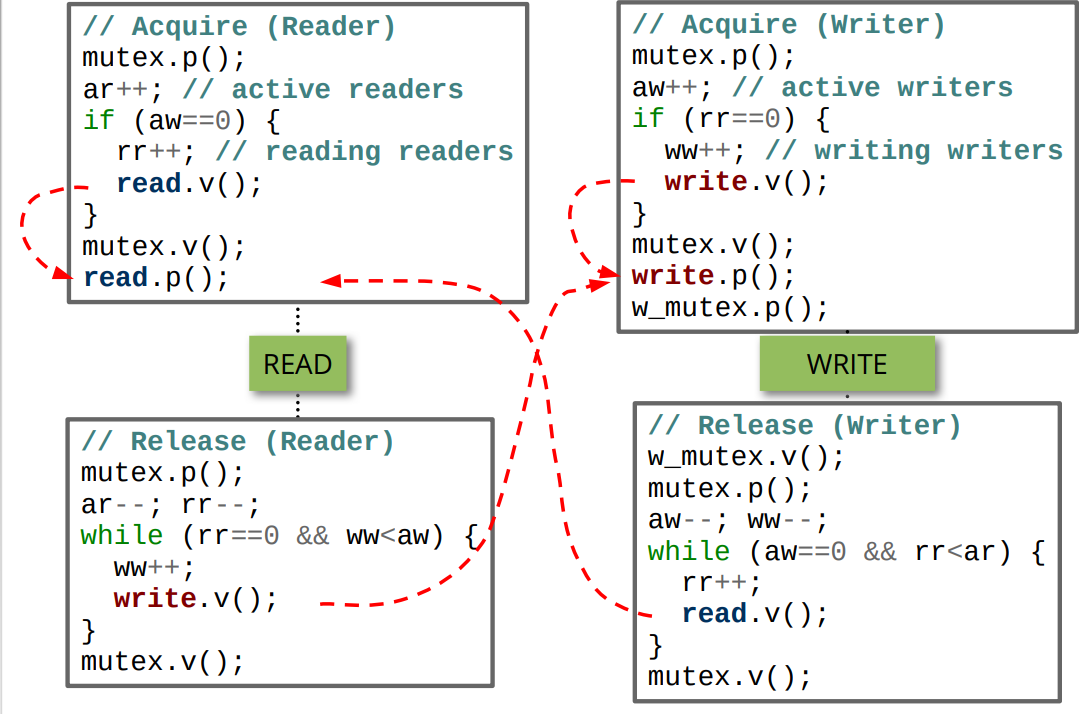 // Acquire (Reader)
mutex.p();
ar++; // active readers
if (aw==0) {
  rr++; // reading readers
  read.v();
}
mutex.v();
read.p();
READ
// Release (Reader)
mutex.p();
ar--; rr--;
while (rr==0 && ww<aw) {
  ww++;
  write.v();
}
mutex.v();
// Acquire (Writer)
mutex.p();
aw++; // active writers
if (rr==0) {
  ww++; // writing writers
  write.v();
}
mutex.v();
write.p();
w_mutex.p();
WRITE
// Release (Writer)
w_mutex.v();
mutex.p();
aw--; ww--;
while (aw==0 && rr<ar) {
  rr++;
  read.v();
}
mutex.v();